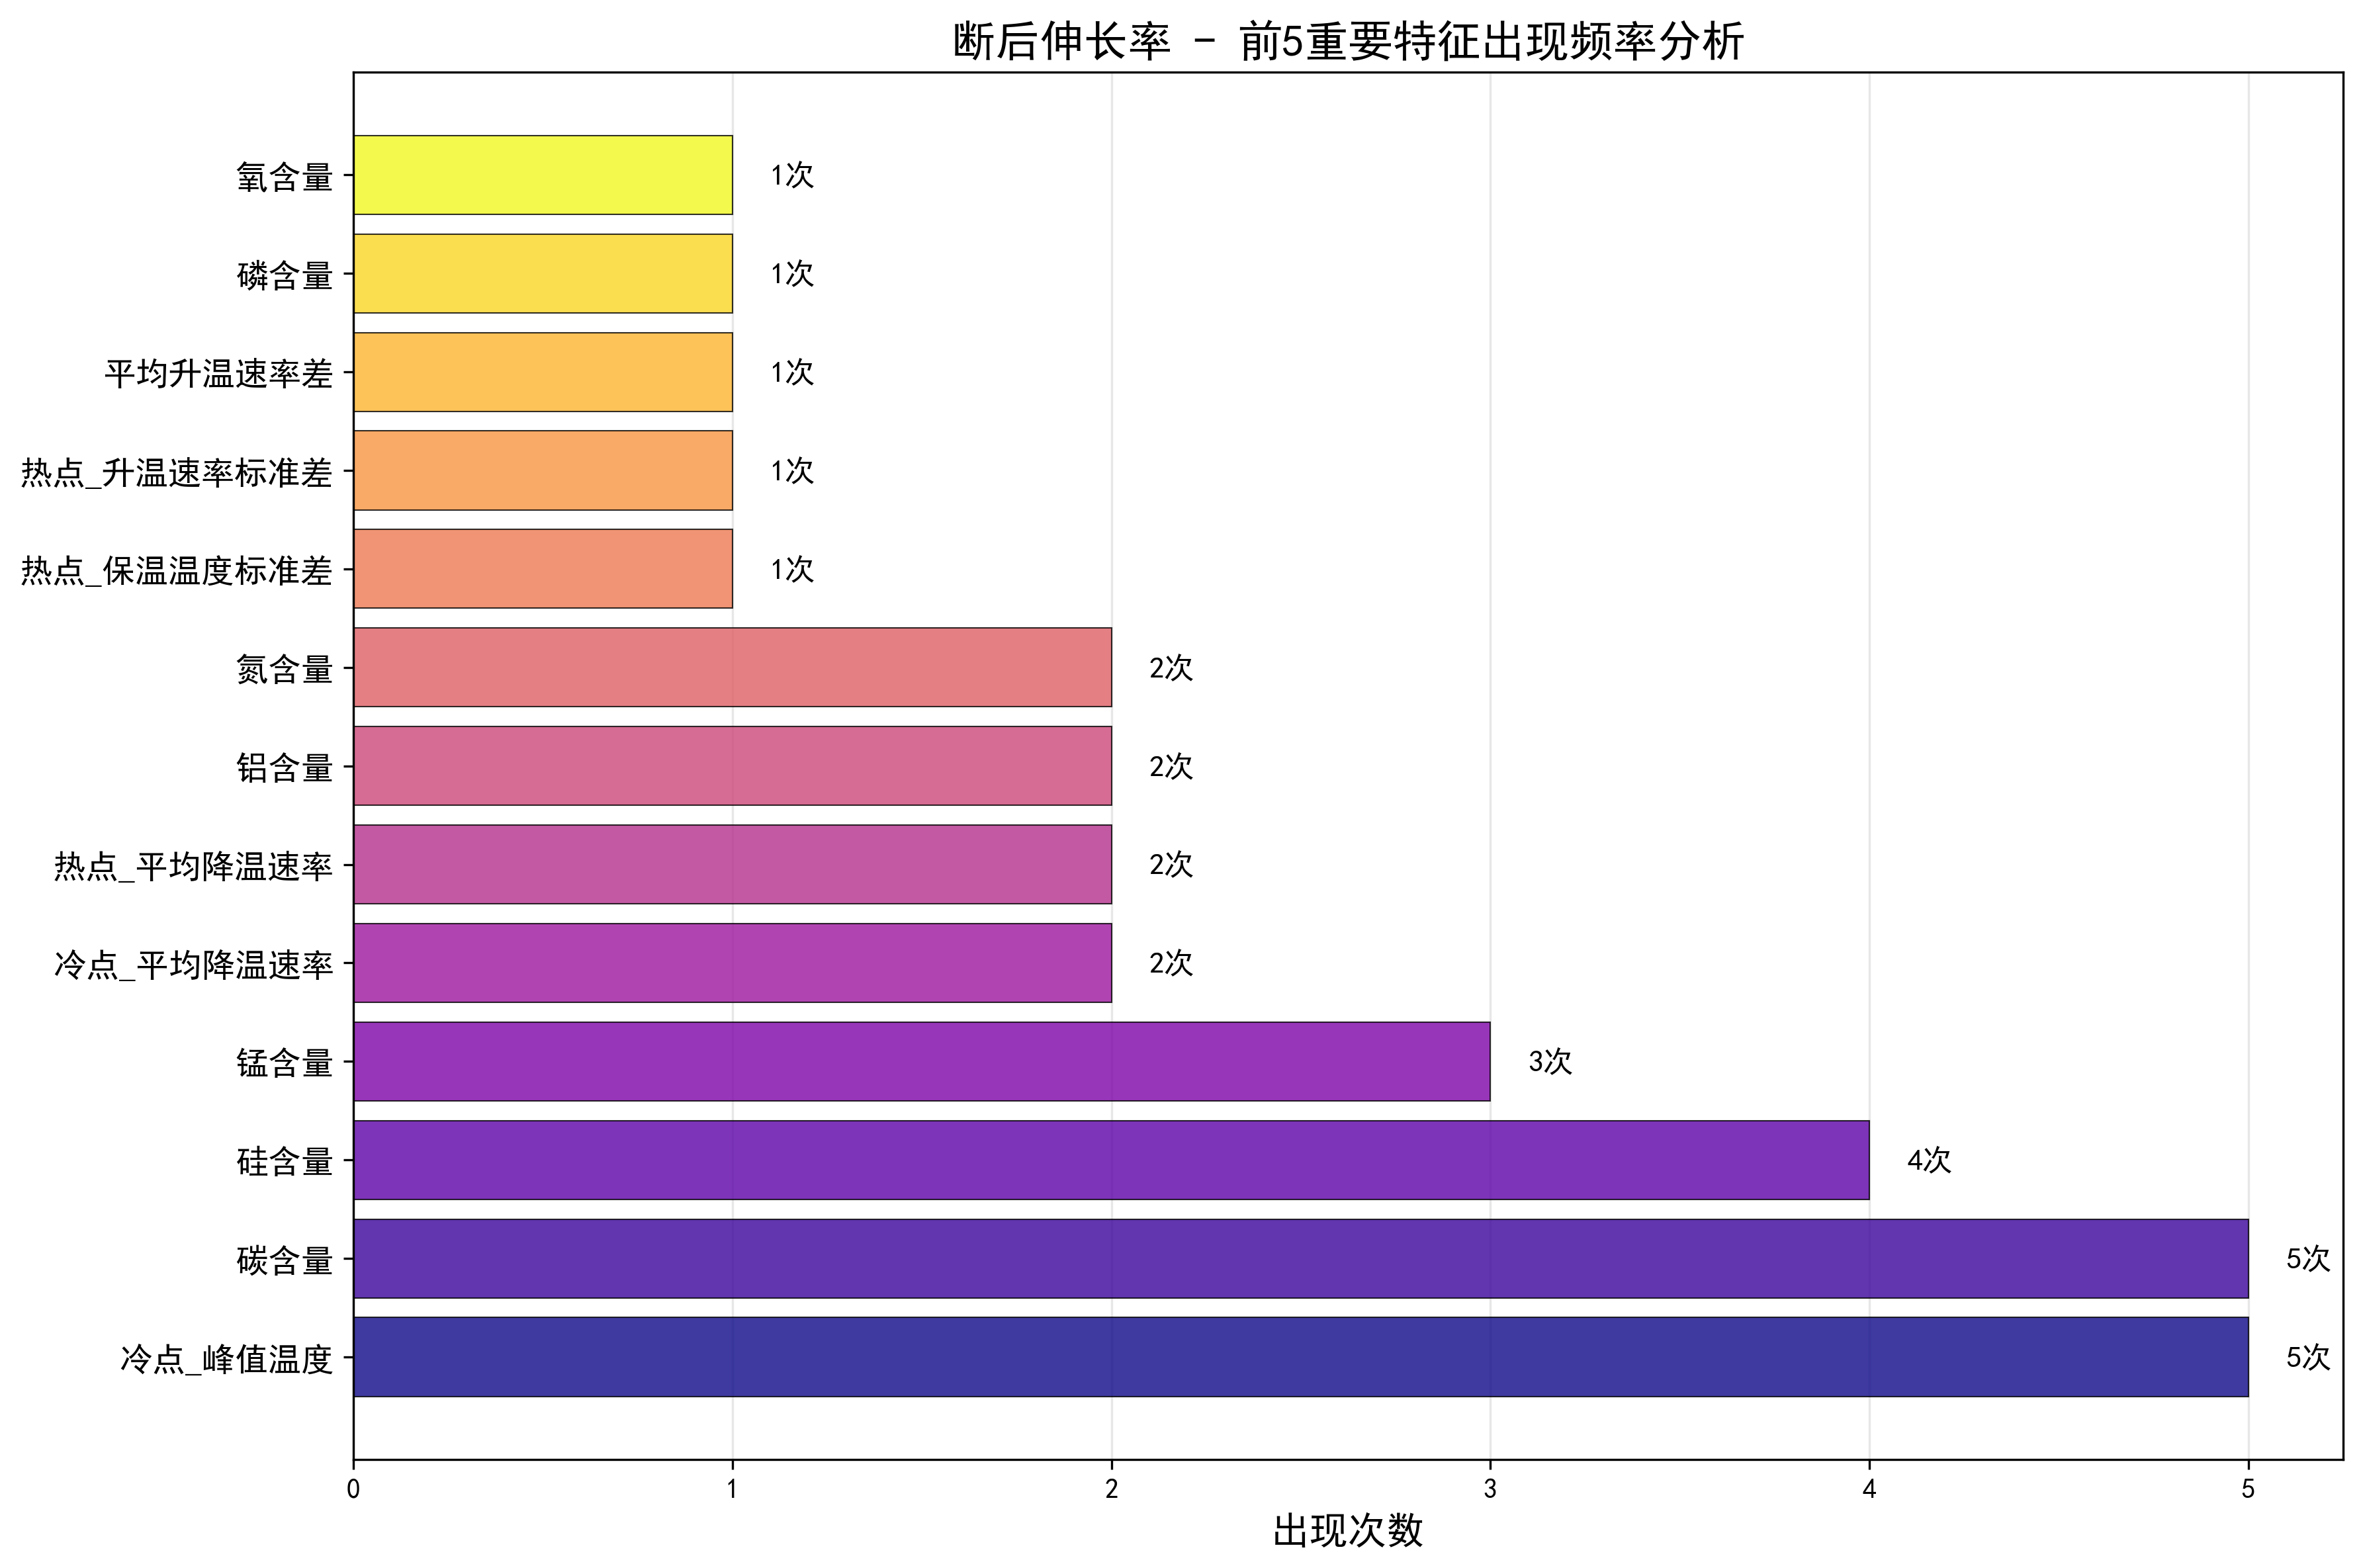 断后伸长率 - 前5重要特征出现频率分析
氧含量 1次
磷含量 1次
平均升温速率差 1次
热点_升温速率标准差 1次
热点_保温温度标准差 1次
氮含量 2次
铝含量 2次
热点_平均降温速率 2次
冷点_平均降温速率 2次
锰含量 3次
硅含量 4次
碳含量 5次
冷点_峰值温度 5次
0 1 2 3 4 5
出现次数